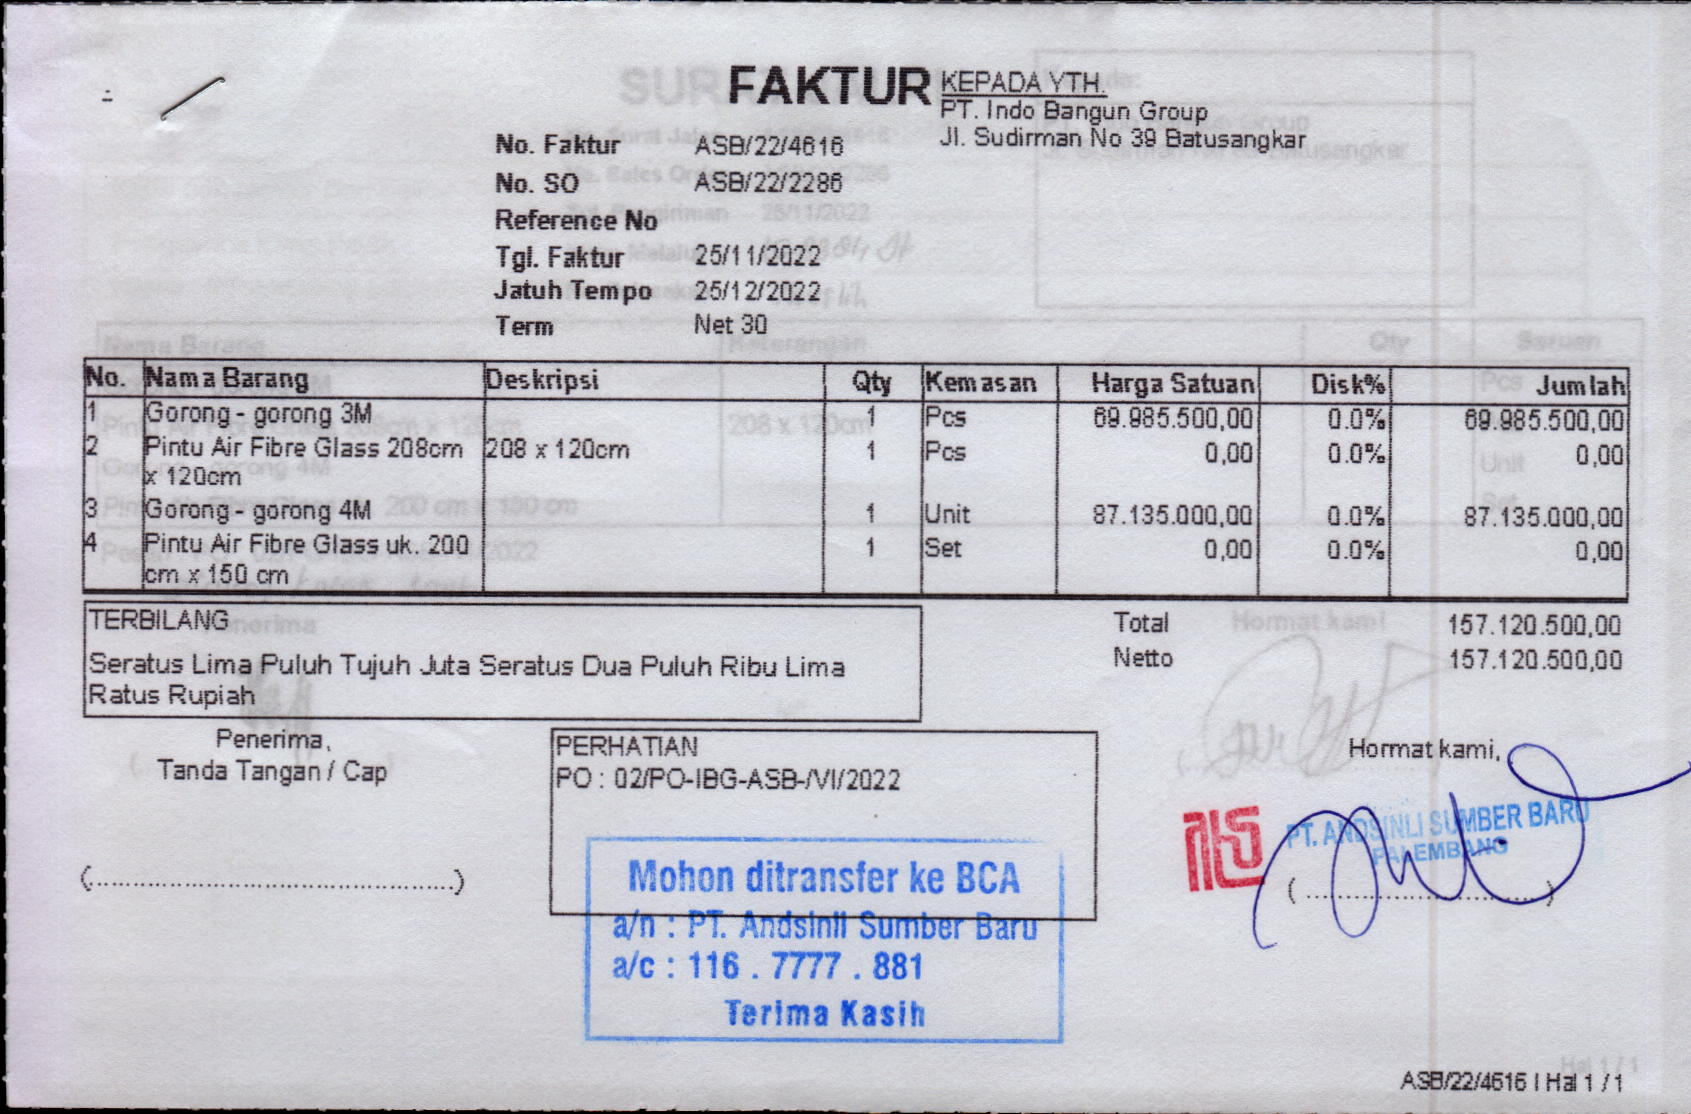 FAKTUR
KEPADA YTH.
PT. Indo Bangun Group
Jl. Sudirman No 39 Batusangkar
No. Faktur ASB/22/4616
No. SO ASB/22/2286
Reference No
Tgl. Faktur 25/11/2022
Jatuh Tempo 25/12/2022
Term Net 30
No. Nama Barang Deskripsi Qty Kemasan Harga Satuan Disk% Jumlah
1 Gorong - gorong 3M 1 Pcs 69.985.500,00 0.0% 69.985.500,00
2 Pintu Air Fibre Glass 208cm 208 x 120cm 1 Pcs 0,00 0.0% 0,00
x 120cm
3 Gorong - gorong 4M 1 Unit 87.135.000,00 0.0% 87.135.000,00
4 Pintu Air Fibre Glass uk. 200 1 Set 0,00 0.0% 0,00
cm x 150 cm
TERBILANG
Seratus Lima Puluh Tujuh Juta Seratus Dua Puluh Ribu Lima
Ratus Rupiah
Total 157.120.500,00
Netto 157.120.500,00
Penerima,
Tanda Tangan / Cap
(............................................)
PERHATIAN
PO : 02/PO-IBG-ASB-/VI/2022
Mohon ditransfer ke BCA
a/n : PT. Andsinli Sumber Baru
a/c : 116 . 7777 . 881
Terima Kasih
Hormat kami,
PT. ANDSINLI SUMBER BARU
PALEMBANG
(..............................)
ASB/22/4616 | Hal 1 / 1